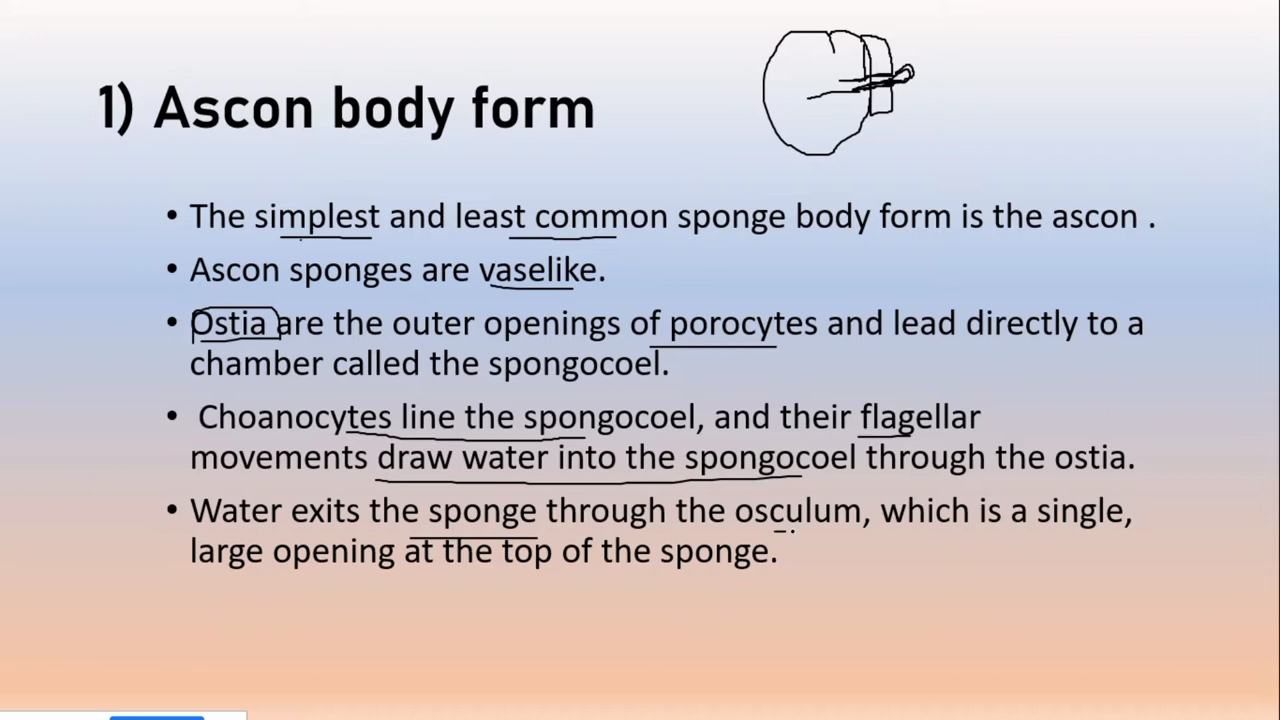 1) Ascon body form
• The simplest and least common sponge body form is the ascon .
• Ascon sponges are vaselike.
• Ostia are the outer openings of porocytes and lead directly to a
chamber called the spongocoel.
• Choanocytes line the spongocoel, and their flagellar
movements draw water into the spongocoel through the ostia.
• Water exits the sponge through the osculum, which is a single,
large opening at the top of the sponge.